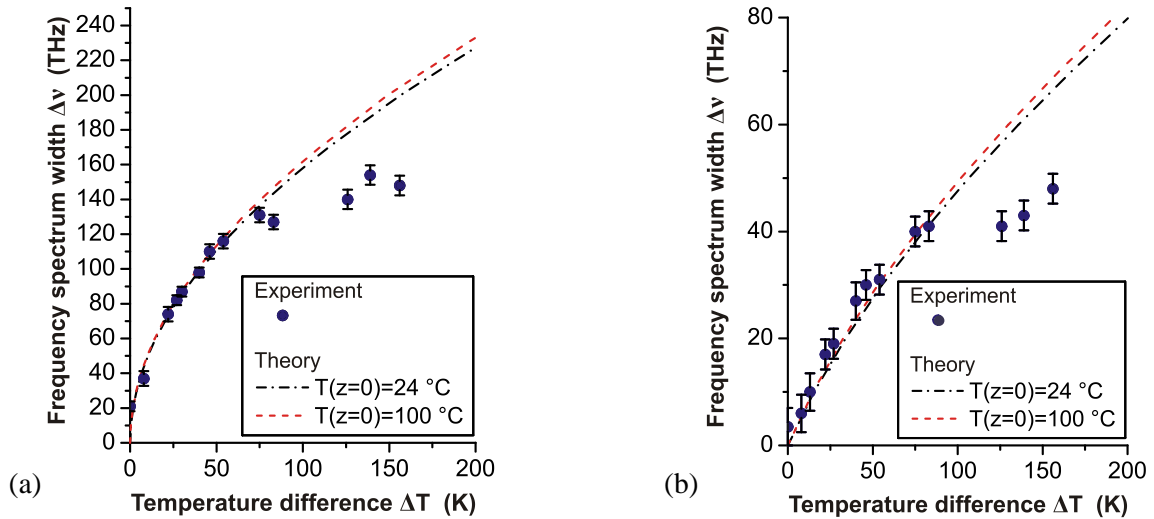 240
220
200
180
160
140
120
100
80
60
40
20
0
Frequency spectrum width Δν (THz)
Experiment
Theory
T(z=0)=24 °C
T(z=0)=100 °C
0 50 100 150 200
Temperature difference ΔT (K)
(a)
80
60
40
20
0
Frequency spectrum width Δν (THz)
Experiment
Theory
T(z=0)=24 °C
T(z=0)=100 °C
0 50 100 150 200
Temperature difference ΔT (K)
(b)